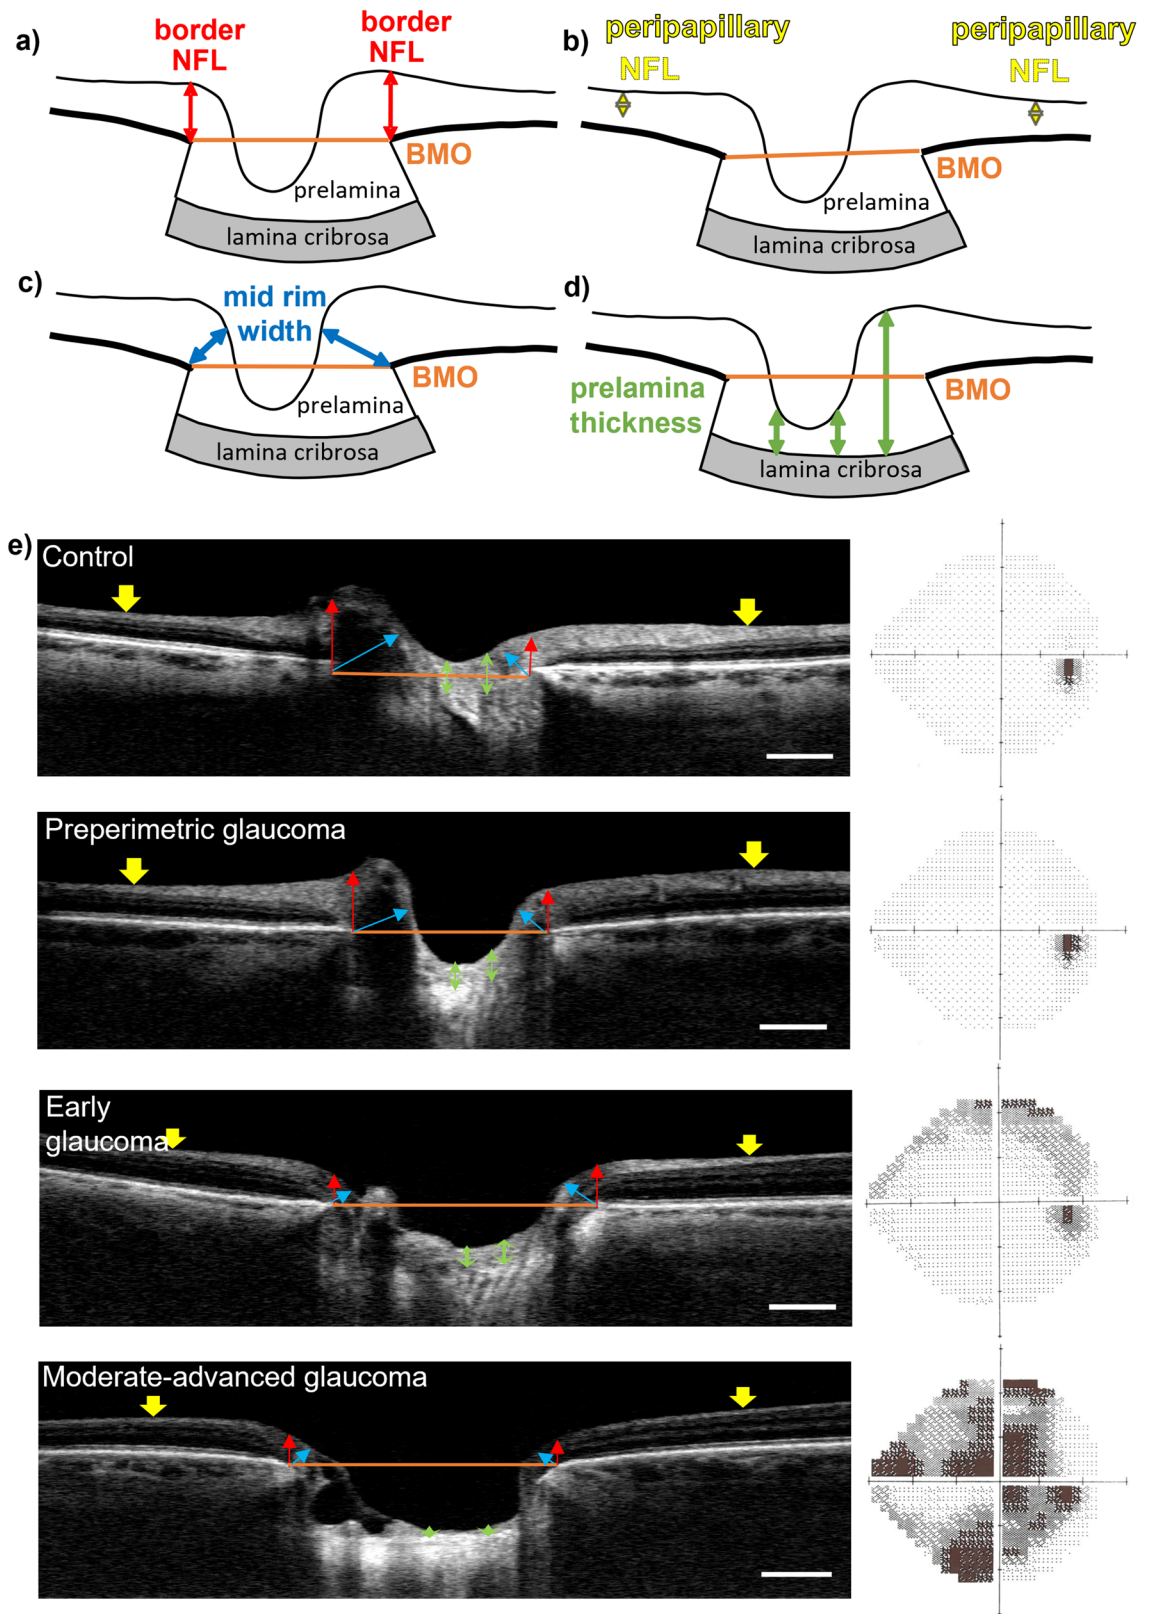 a)
border
NFL
border
NFL
BMO
prelamina
lamina cribrosa
b)
peripapillary
NFL
peripapillary
NFL
BMO
prelamina
lamina cribrosa
c)
mid rim
width
BMO
prelamina
lamina cribrosa
d)
prelamina
thickness
BMO
lamina cribrosa
e)
Control
Preperimetric glaucoma
Early
glaucoma
Moderate-advanced glaucoma